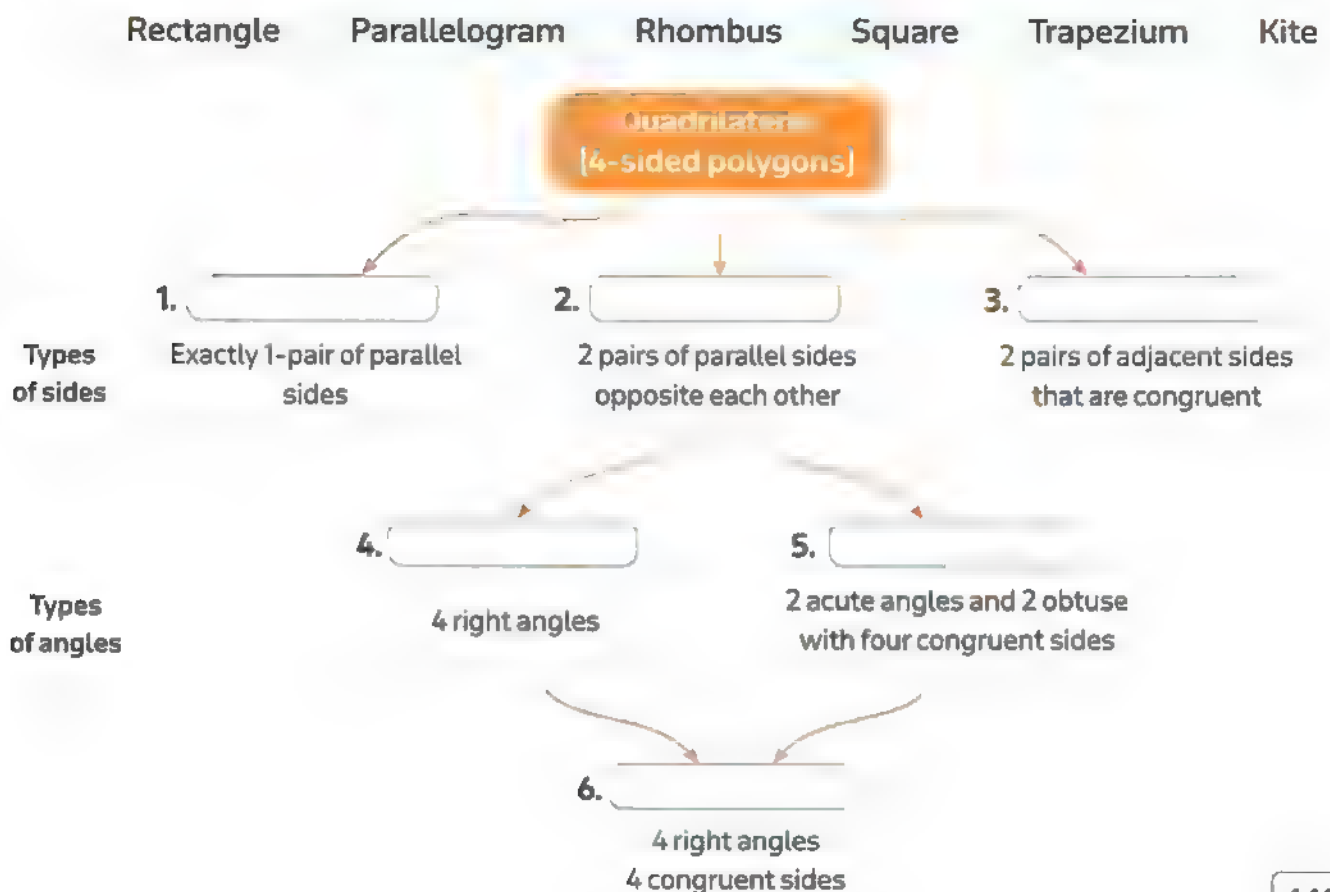 Rectangle Parallelogram Rhombus Square Trapezium Kite
Quadrilater
[4-sided polygons]
1. 2. 3.
Types of sides
Exactly 1-pair of parallel sides
2 pairs of parallel sides opposite each other
2 pairs of adjacent sides that are congruent
4. 5.
Types of angles
4 right angles
2 acute angles and 2 obtuse with four congruent sides
6.
4 right angles
4 congruent sides